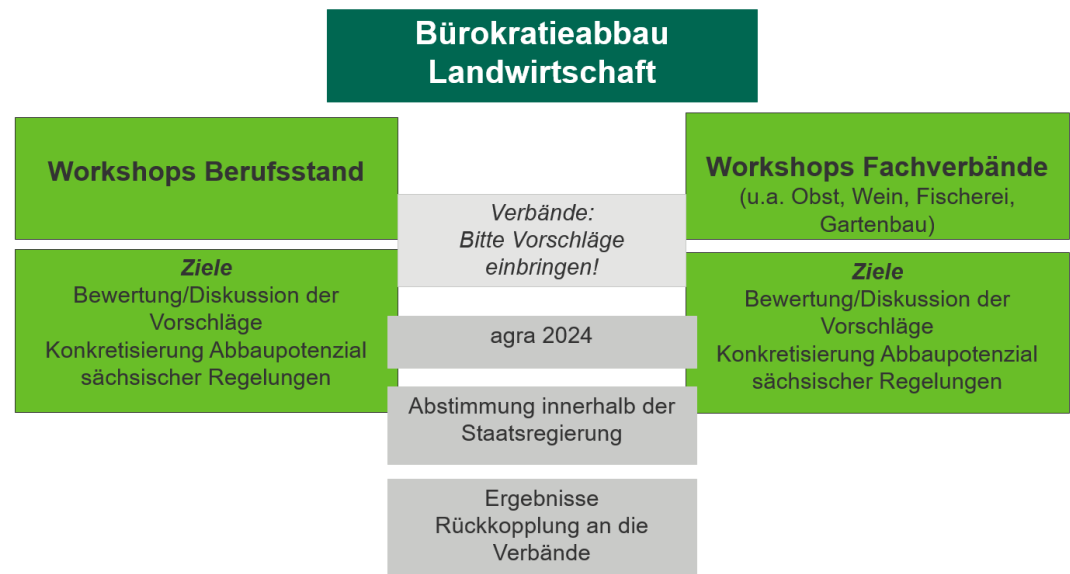 Bürokratieabbau
Landwirtschaft
Workshops Berufsstand
Workshops Fachverbände
(u.a. Obst, Wein, Fischerei,
Gartenbau)
Verbände:
Bitte Vorschläge
einbringen!
Ziele
Bewertung/Diskussion der
Vorschläge
Konkretisierung Abbaupotenzial
sächsischer Regelungen
Ziele
Bewertung/Diskussion der
Vorschläge
Konkretisierung Abbaupotenzial
sächsischer Regelungen
agra 2024
Abstimmung innerhalb der
Staatsregierung
Ergebnisse
Rückkopplung an die
Verbände